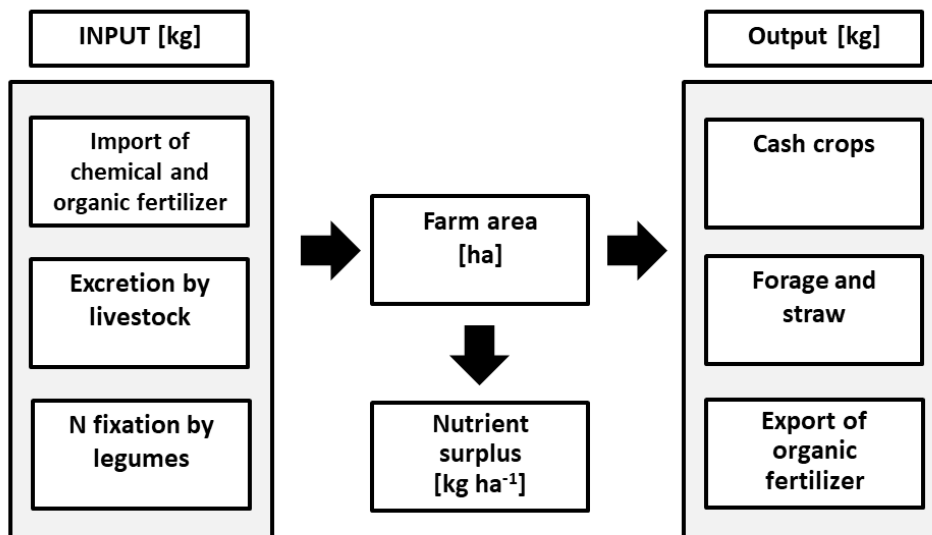 INPUT [kg]
Import of
chemical and
organic fertilizer
Excretion by
livestock
N fixation by
legumes
Farm area
[ha]
Nutrient
surplus
[kg ha⁻¹]
Output [kg]
Cash crops
Forage and
straw
Export of
organic
fertilizer